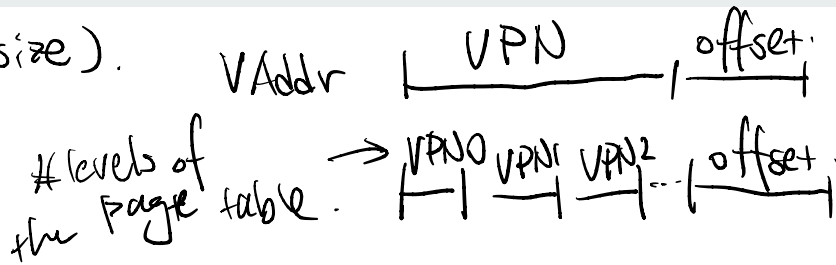 size).
VAddr VPN offset.
# levels of the page table. → VPN0 VPN1 VPN2 ... offset